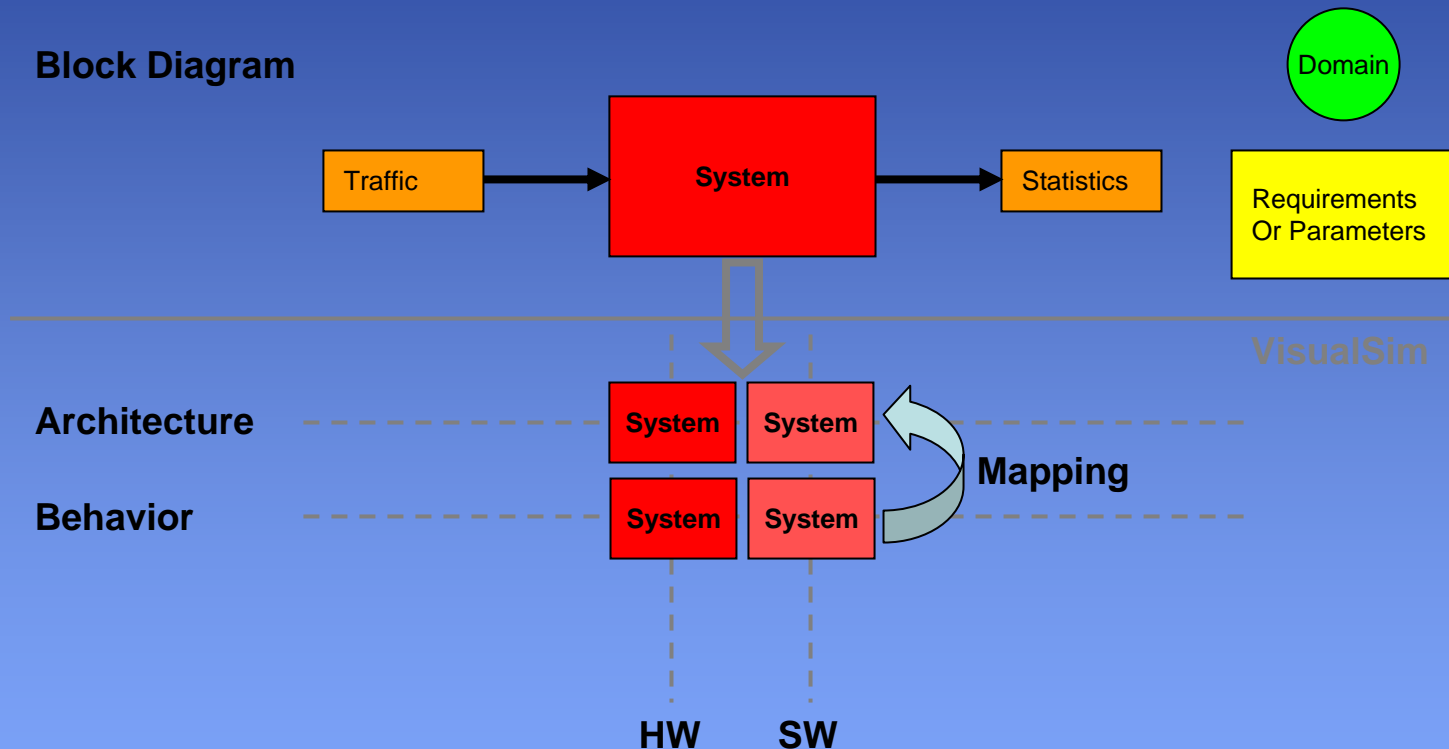 Block Diagram
Domain
Traffic
System
Statistics
Requirements
Or Parameters
VisualSim
Architecture
System
System
Mapping
Behavior
System
System
HW
SW